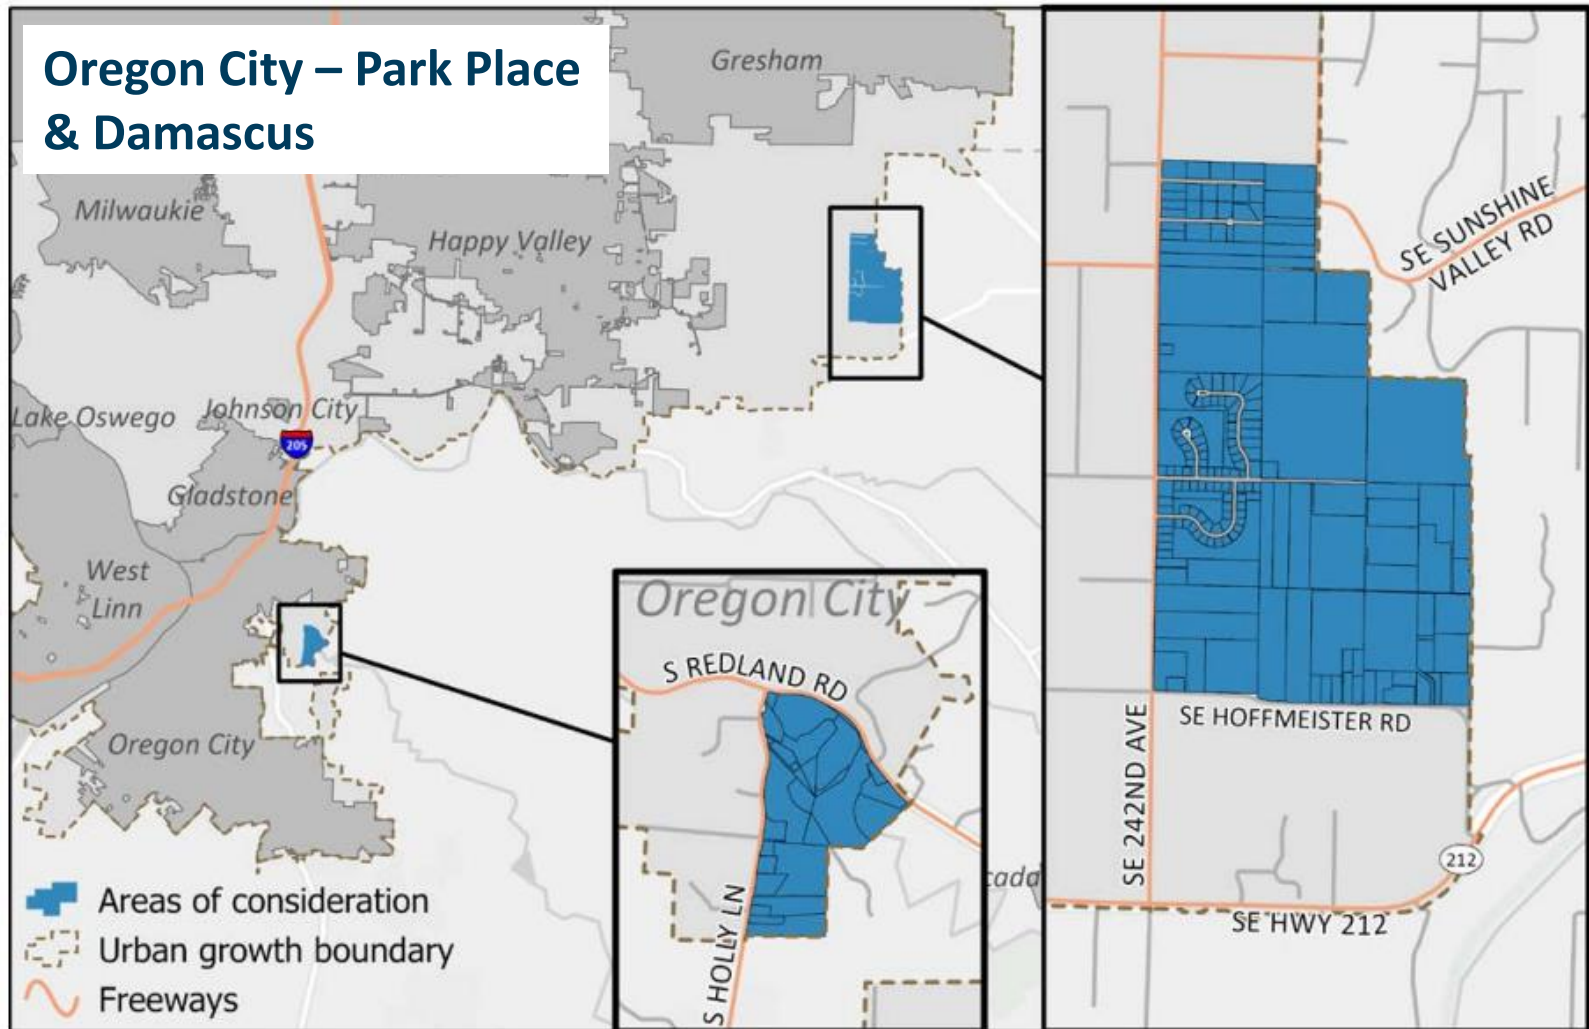 Oregon City – Park Place
& Damascus
Gresham
Milwaukie
Happy Valley
Lake Oswego
Johnson City
205
Gladstone
West
Linn
Oregon City
Areas of consideration
Urban growth boundary
Freeways
Oregon City
S REDLAND RD
S HOLLY LN
cada
SE SUNSHINE
VALLEY RD
SE HOFFMEISTER RD
SE 242ND AVE
212
SE HWY 212